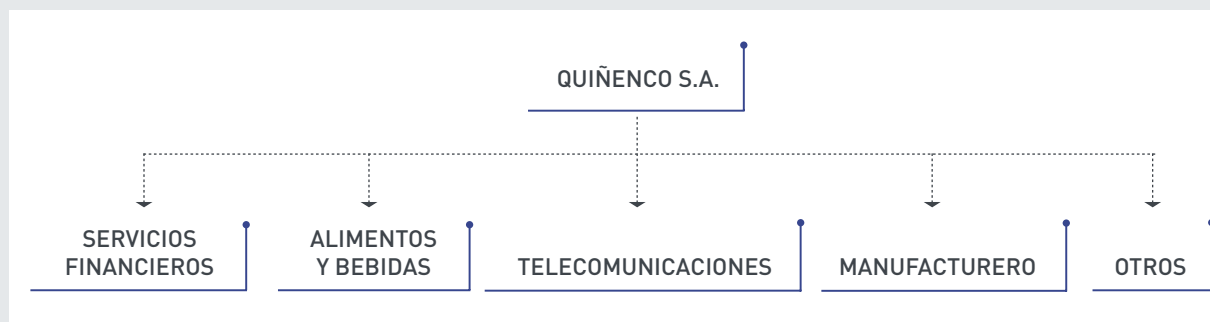 QUIÑENCO S.A.
SERVICIOS
FINANCIEROS
ALIMENTOS
Y BEBIDAS
TELECOMUNICACIONES
MANUFACTURERO
OTROS